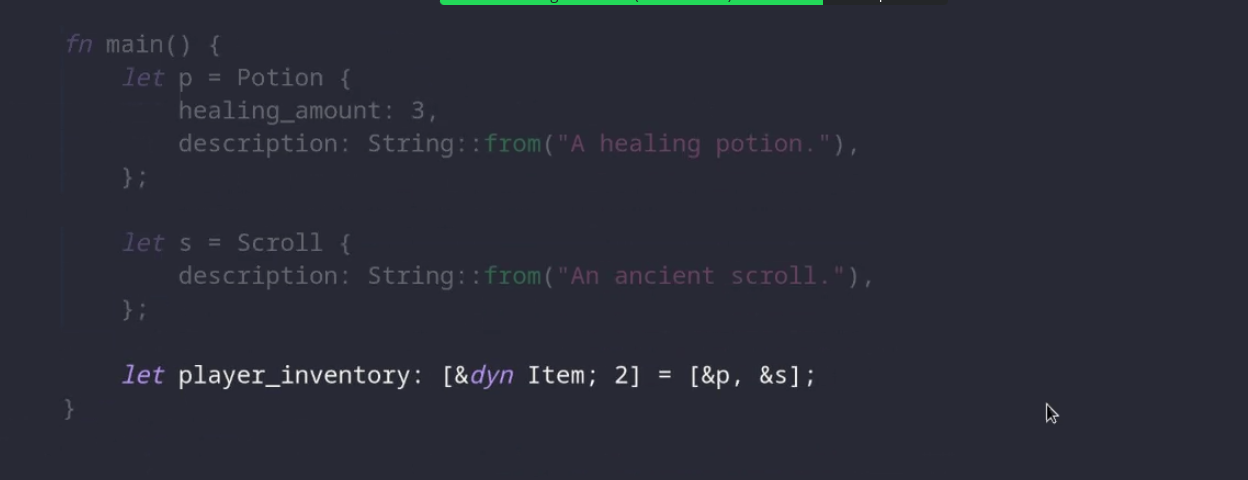 fn main() {
    let p = Potion {
        healing_amount: 3,
        description: String::from("A healing potion."),
    };
    let s = Scroll {
        description: String::from("An ancient scroll."),
    };
    let player_inventory: [&dyn Item; 2] = [&p, &s];
}